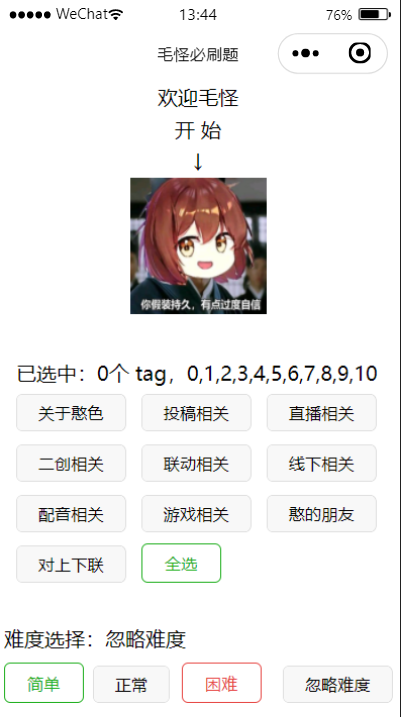 WeChat 13:44 76%
毛怪必刷题
欢迎毛怪
开 始
↓
你假装持久，有点过度自信
已选中：0个 tag，0,1,2,3,4,5,6,7,8,9,10
关于憨色 投稿相关 直播相关
二创相关 联动相关 线下相关
配音相关 游戏相关 憨的朋友
对上下联 全选
难度选择：忽略难度
简单 正常 困难 忽略难度